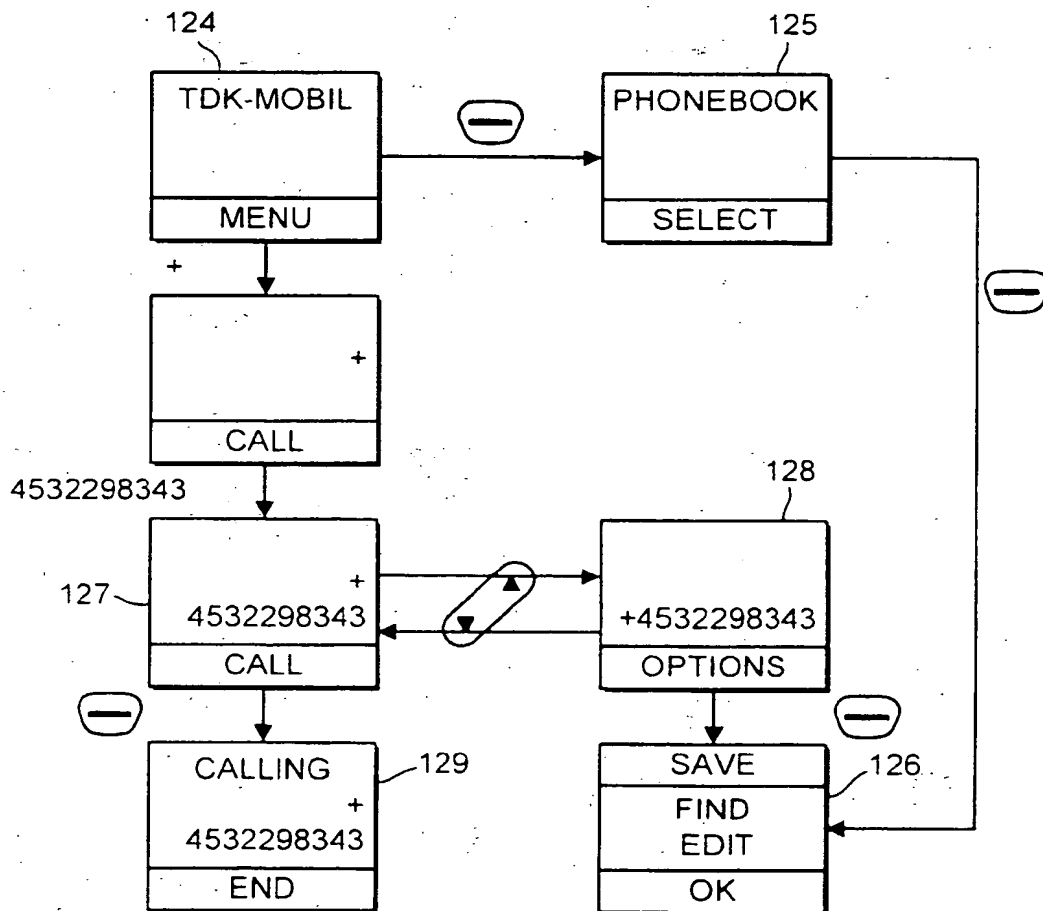 124
125
TDK-MOBIL
PHONEBOOK
MENU
SELECT
+
+
CALL
4532298343
128
127
+
4532298343
+4532298343
CALL
OPTIONS
CALLING
129
SAVE
126
+
FIND
4532298343
EDIT
END
OK